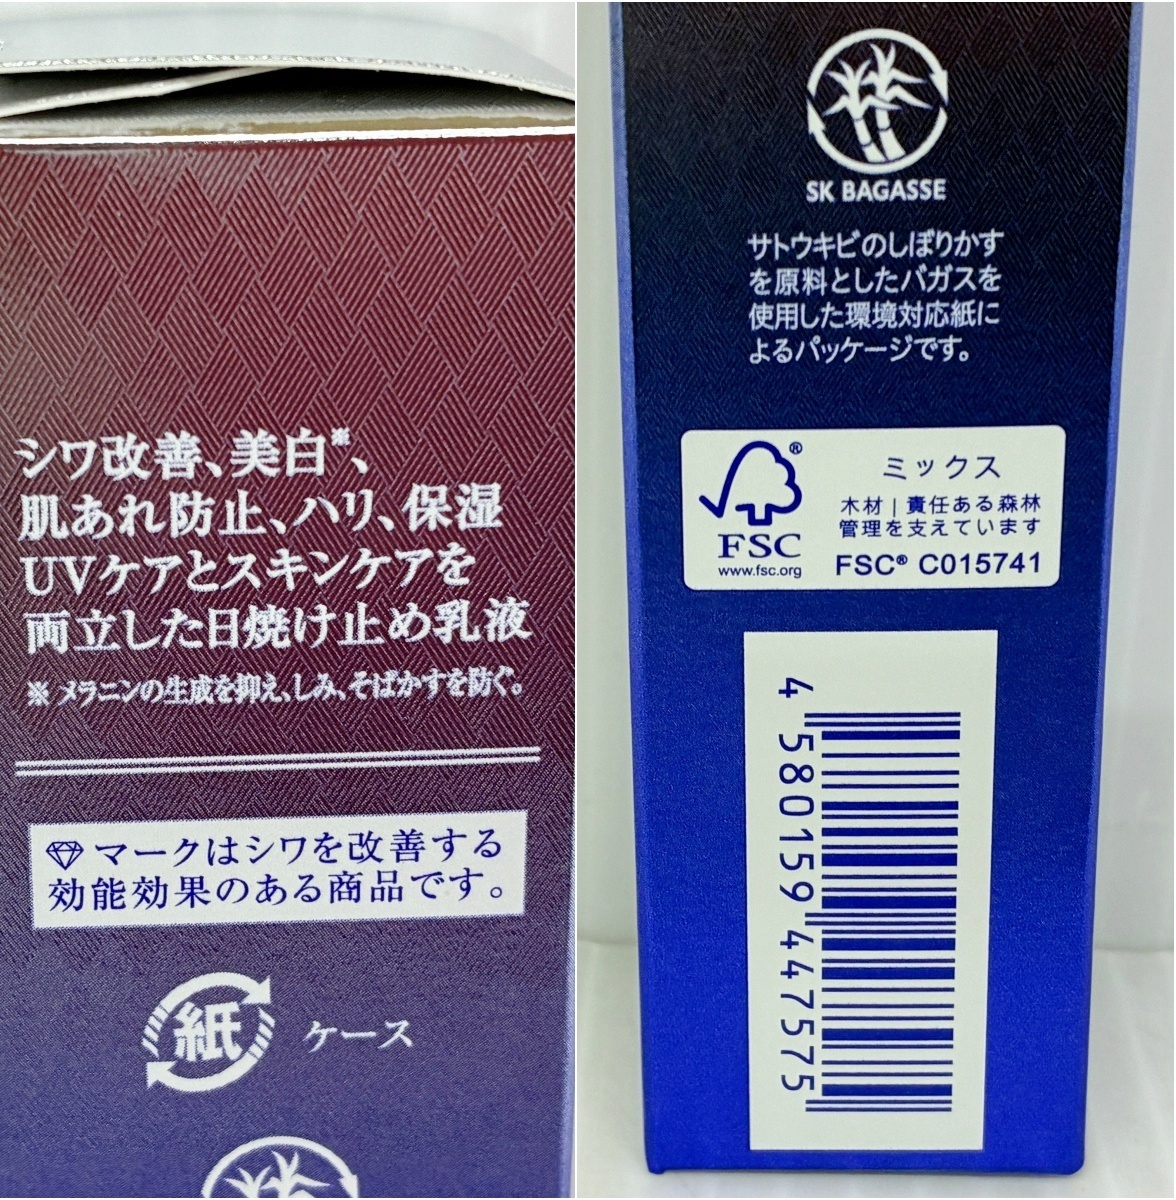 シワ改善、美白※、
肌あれ防止、ハリ、保湿
UVケアとスキンケアを
両立した日焼け止め乳液
※ メラニンの生成を抑え、しみ、そばかすを防ぐ。
マークはシワを改善する
効能効果のある商品です。
紙 ケース
SK BAGASSE
サトウキビのしぼりかす
を原料としたバガスを
使用した環境対応紙に
よるパッケージです。
FSC®
www.fsc.org
ミックス
木材 | 責任ある森林
管理を支えています
FSC® C015741
4 580159 447575